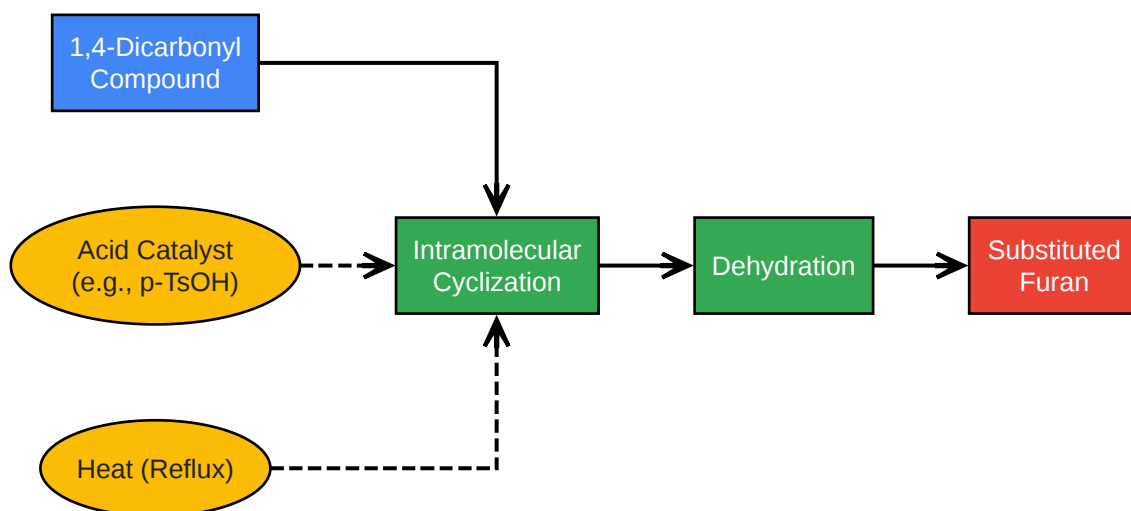 1,4-Dicarbonyl
Compound
Acid Catalyst
(e.g., p-TsOH)
Intramolecular
Cyclization
Dehydration
Substituted
Furan
Heat (Reflux)